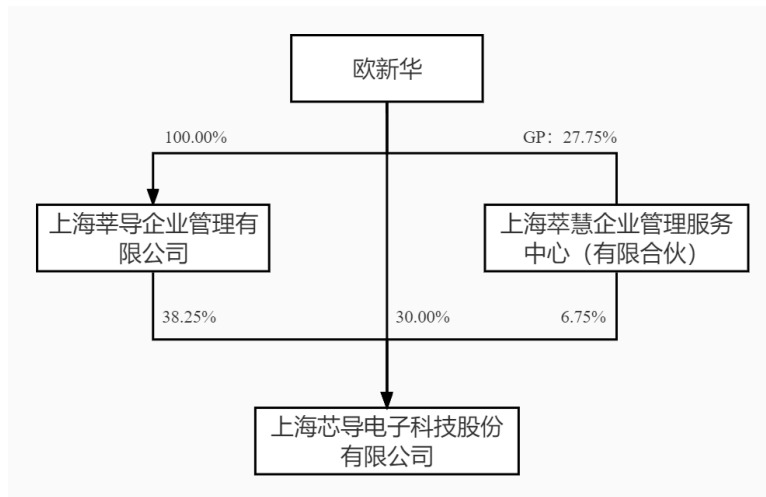 欧新华
100.00%
GP：27.75%
上海莘导企业管理有
限公司
上海萃慧企业管理服务
中心（有限合伙）
38.25%
30.00%
6.75%
上海芯导电子科技股份
有限公司